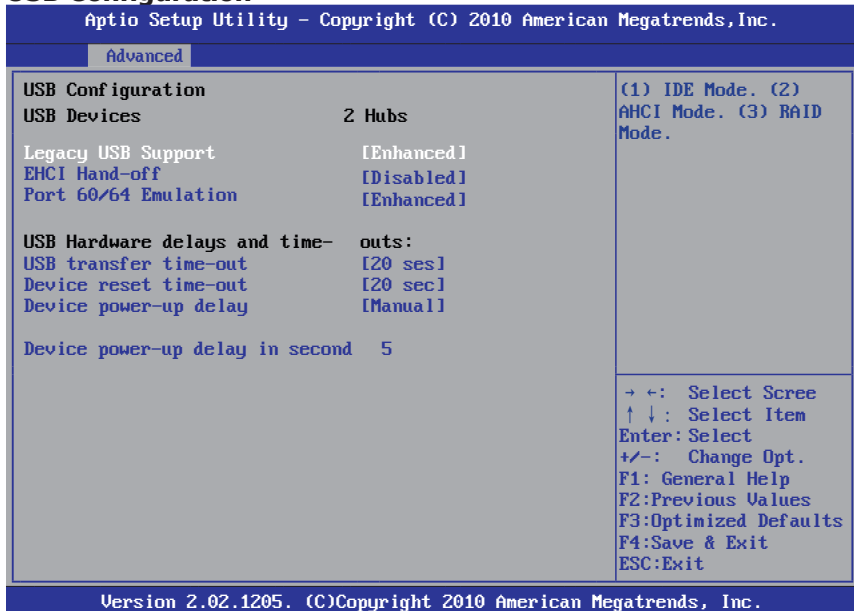 Aptio Setup Utility - Copyright (C) 2010 American Megatrends,Inc.
Advanced
USB Configuration
USB Devices 2 Hubs
Legacy USB Support [Enhanced]
EHCI Hand-off [Disabled]
Port 60/64 Emulation [Enhanced]
USB Hardware delays and time- outs:
USB transfer time-out [20 ses]
Device reset time-out [20 sec]
Device power-up delay [Manual]
Device power-up delay in second 5
(1) IDE Mode. (2)
AHCI Mode. (3) RAID
Mode.
→ ←: Select Scree
↑ ↓: Select Item
Enter: Select
+/-: Change Opt.
F1: General Help
F2:Previous Values
F3:Optimized Defaults
F4:Save & Exit
ESC:Exit
Version 2.02.1205. (C)Copyright 2010 American Megatrends, Inc.